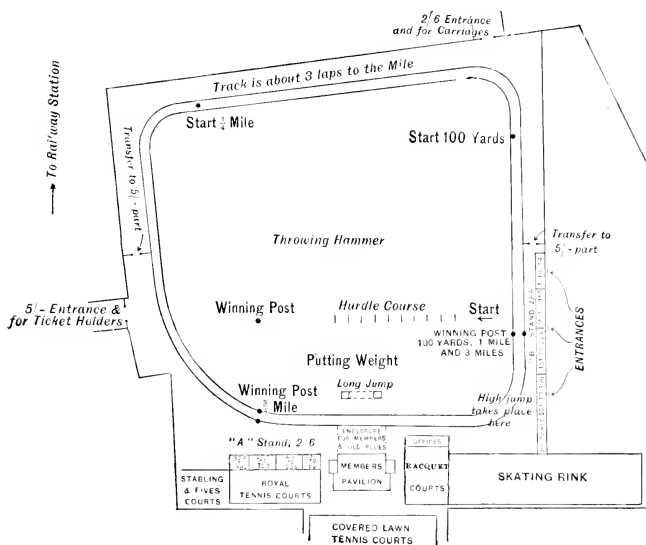 2/6 Entrance
and for Carriages
Track is about 3 laps to the Mile
To Railway Station
Start ¼ Mile
Start 100 Yards
Transfer to 5/- part
Throwing Hammer
Transfer to
5/- part
5/- Entrance &
for Ticket Holders
Winning Post
Hurdle Course
Start
WINNING POST
100 YARDS, 1 MILE
AND 3 MILES
"B" STAND 2/6
ENTRANCES
Putting Weight
Long Jump
Winning Post
Mile
High jump
takes place
here
"A" Stand, 2 6
ENCLOSURE
FOR MEMBERS
& OLD BLUES
OFFICES
STABLING
& FIVES
COURTS
ROYAL
TENNIS COURTS
MEMBERS
PAVILION
RACQUET
COURTS
SKATING RINK
COVERED LAWN
TENNIS COURTS